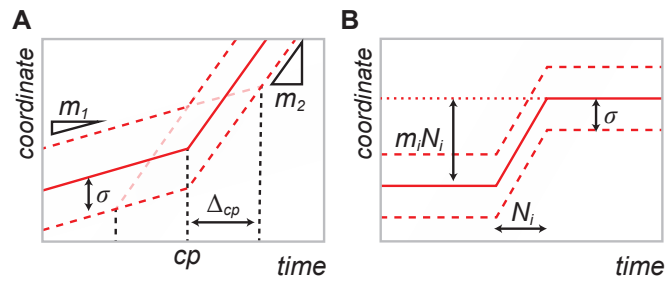 A
coordinate
m₁
m₂
σ
Δcp
cp
time
B
coordinate
mᵢNᵢ
σ
Nᵢ
time